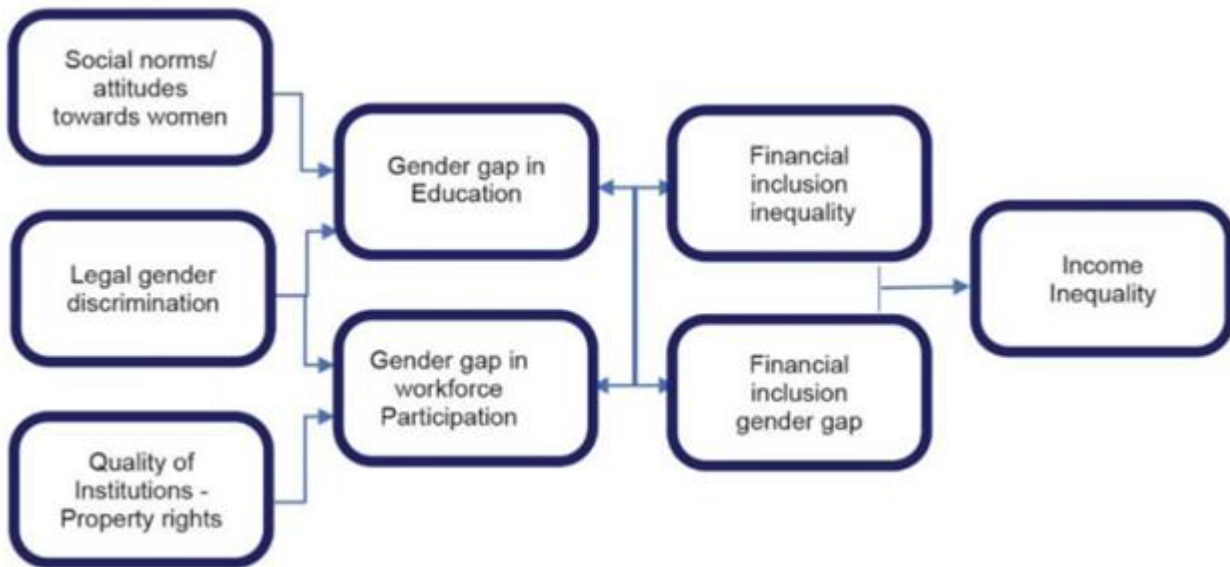 Social norms/
attitudes
towards women
Legal gender
discrimination
Quality of
Institutions -
Property rights
Gender gap in
Education
Gender gap in
workforce
Participation
Financial
inclusion
inequality
Financial
inclusion
gender gap
Income
Inequality